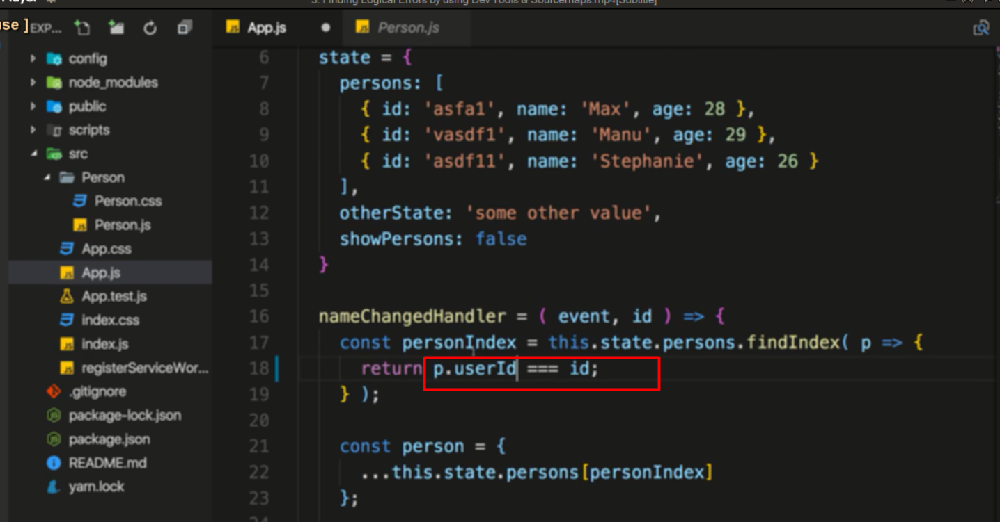 3. Finding Logical Errors by using DevTools & Sourcemaps.mp4[Subtitle]
se ]
EXP...
config
node_modules
public
scripts
src
Person
Person.css
Person.js
App.css
App.js
App.test.js
index.css
index.js
registerServiceWor...
.gitignore
package-lock.json
package.json
README.md
yarn.lock
App.js
Person.js
6 state = {
7 persons: [
8 { id: 'asfa1', name: 'Max', age: 28 },
9 { id: 'vasdf1', name: 'Manu', age: 29 },
10 { id: 'asdf11', name: 'Stephanie', age: 26 }
11 ],
12 otherState: 'some other value',
13 showPersons: false
14 }
15
16 nameChangedHandler = ( event, id ) => {
17 const personIndex = this.state.persons.findIndex( p => {
18 return p.userId === id;
19 } );
20
21 const person = {
22 ...this.state.persons[personIndex]
23 };